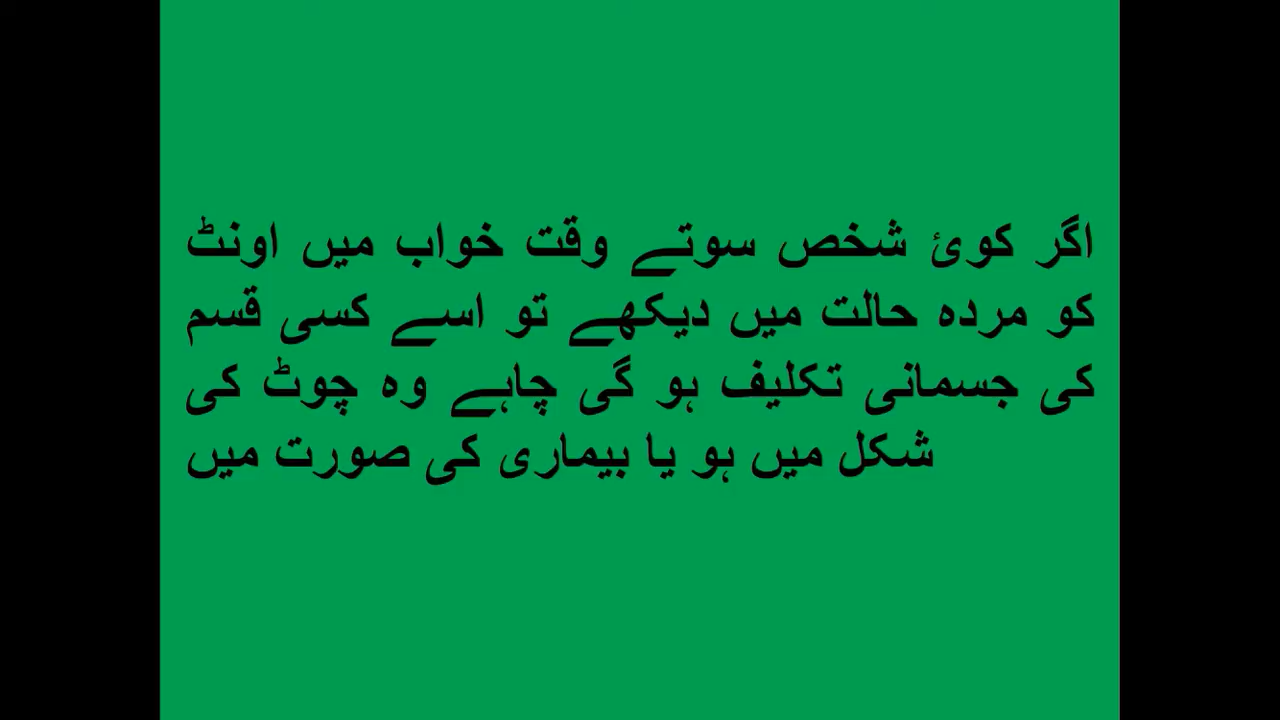 اگر کوئ شخص سوتے وقت خواب میں اونٹ
کو مردہ حالت میں دیکھے تو اسے کسی قسم
کی جسمانی تکلیف ہو گی چاہے وہ چوٹ کی
شکل میں ہو یا بیماری کی صورت میں